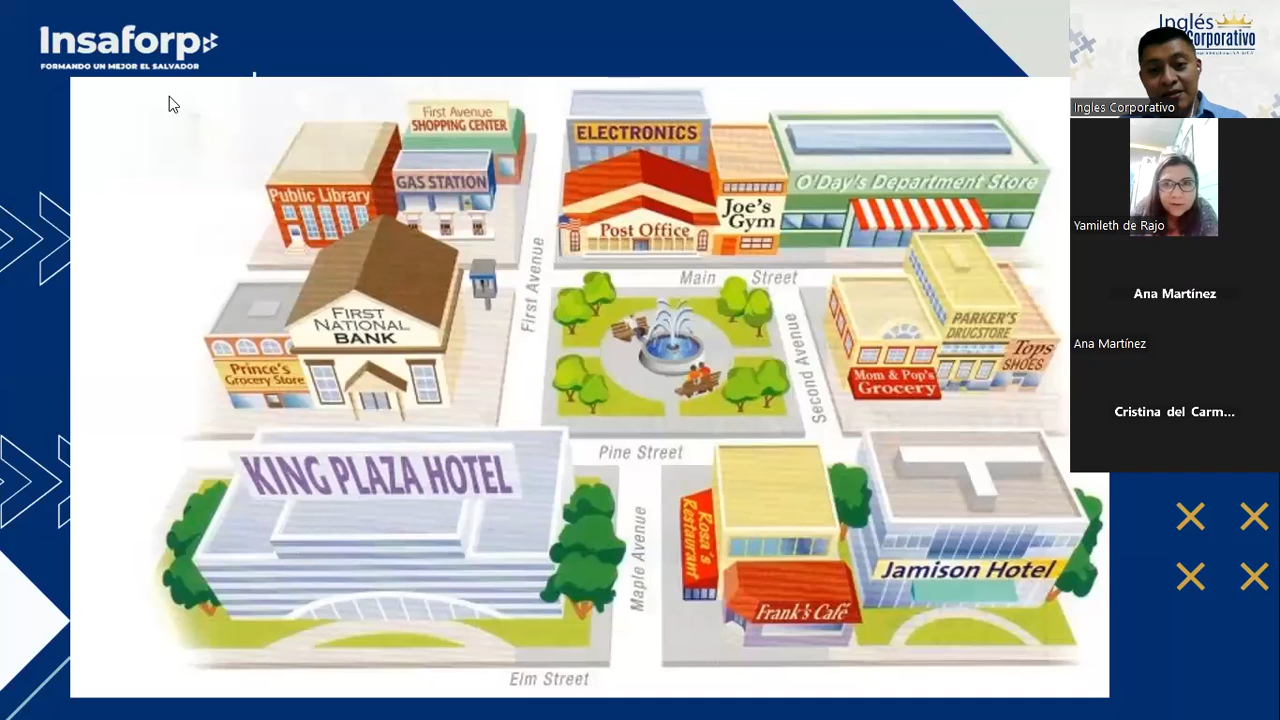 Insaforp
FORMANDO UN MEJOR EL SALVADOR
First Avenue
SHOPPING CENTER
GAS STATION
Public Library
ELECTRONICS
Post Office
Joe's
Gym
O'Day's Department Store
First Avenue
Main Street
Second Avenue
FIRST
NATIONAL
BANK
Prince's
Grocery Store
PARKER'S
DRUGSTORE
Tops
SHOES
Mom & Pop's
Grocery
Pine Street
KING PLAZA HOTEL
Maple Avenue
Rosa's
Restaurant
Frank's Café
Jamison Hotel
Elm Street
Inglés
Corporativo
Ingles Corporativo
Yamileth de Rajo
Ana Martínez
Ana Martínez
Cristina del Carm...